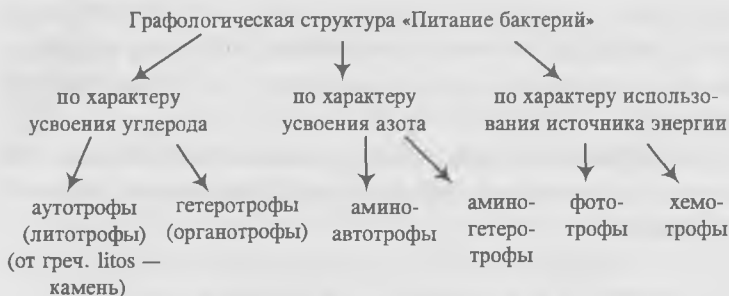 Графологическая структура «Питание бактерий»
по характеру
усвоения углерода
по характеру
усвоения азота
по характеру использо-
вания источника энергии
аутотрофы
(литотрофы)
(от греч. litos —
камень)
гетеротрофы
(органотрофы)
амино-
автотрофы
амино-
гетеро-
трофы
фото-
трофы
хемо-
трофы